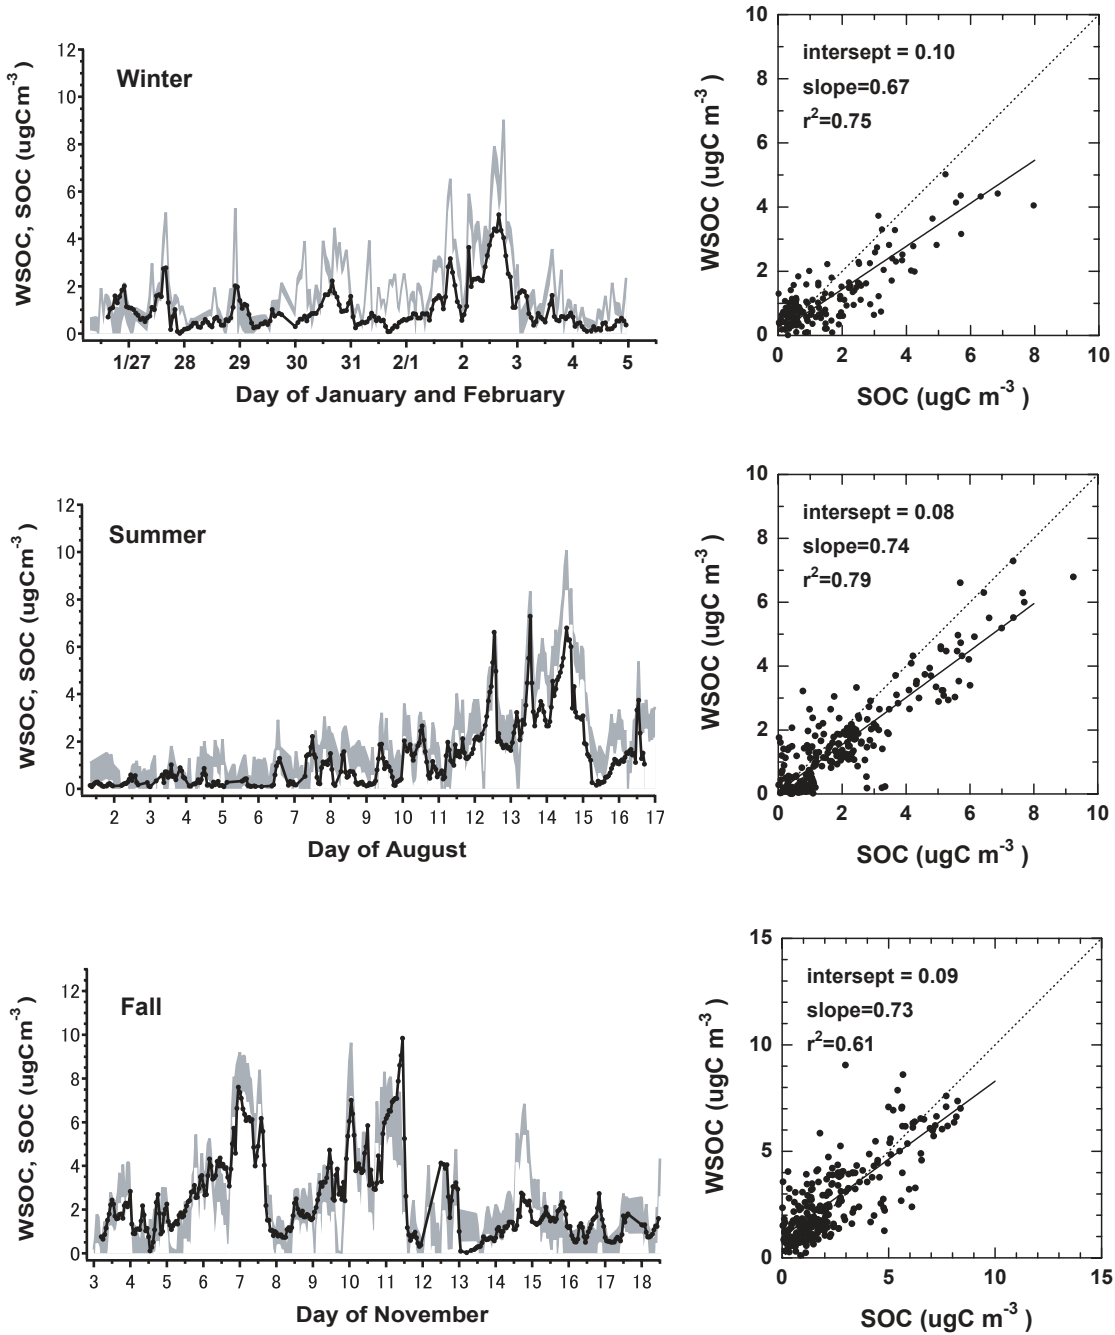 Winter
WSOC, SOC (ugCm-3 )
12
10
8
6
4
2
0
1/27 28 29 30 31 2/1 2 3 4 5
Day of January and February
intersept = 0.10
slope=0.67
r2=0.75
WSOC (ugC m-3 )
10
8
6
4
2
0
0 2 4 6 8 10
SOC (ugC m-3 )
Summer
WSOC, SOC (ugCm-3 )
12
10
8
6
4
2
0
2 3 4 5 6 7 8 9 10 11 12 13 14 15 16 17
Day of August
intersept = 0.08
slope=0.74
r2=0.79
WSOC (ugC m-3 )
10
8
6
4
2
0
0 2 4 6 8 10
SOC (ugC m-3 )
Fall
WSOC, SOC (ugCm-3 )
12
10
8
6
4
2
0
3 4 5 6 7 8 9 10 11 12 13 14 15 16 17 18
Day of November
intersept = 0.09
slope=0.73
r2=0.61
WSOC (ugC m-3 )
15
10
5
0
0 5 10 15
SOC (ugC m-3 )